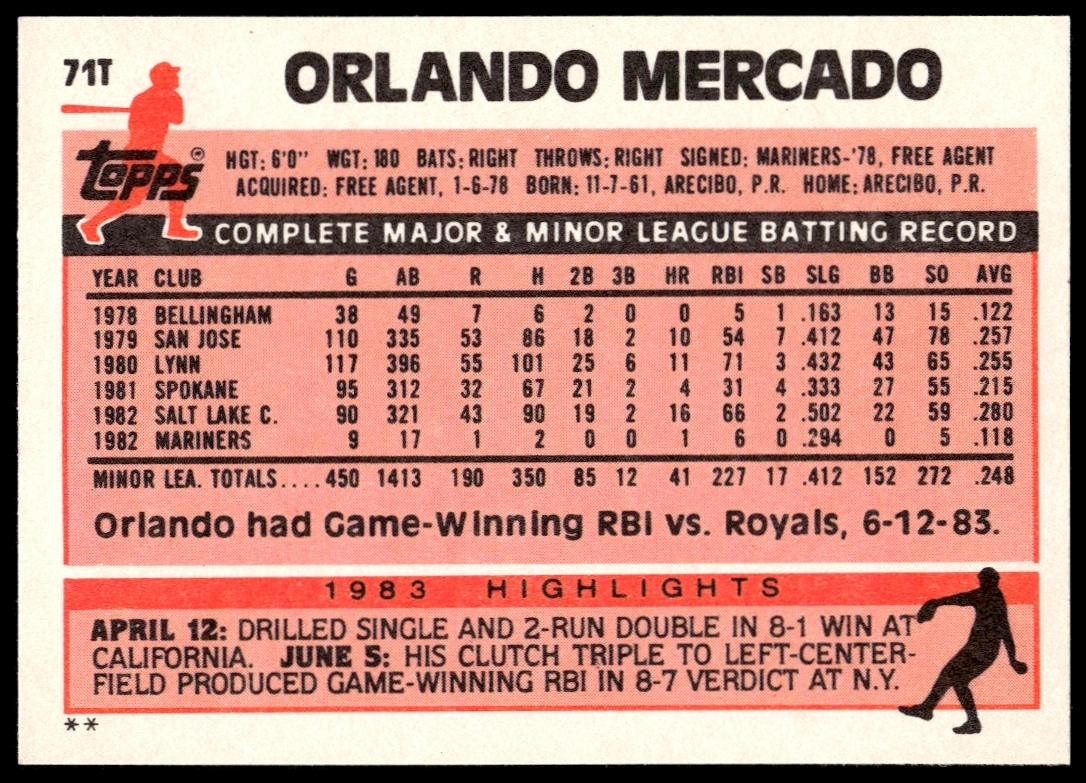 71T
ORLANDO MERCADO
TOPPS ®
HGT: 6'0" WGT: 180 BATS: RIGHT THROWS: RIGHT SIGNED: MARINERS-'78, FREE AGENT
ACQUIRED: FREE AGENT, 1-6-78 BORN: 11-7-61, ARECIBO, P.R. HOME: ARECIBO, P.R.
COMPLETE MAJOR & MINOR LEAGUE BATTING RECORD
YEAR CLUB G AB R H 2B 3B HR RBI SB SLG BB SO AVG
1978 BELLINGHAM 38 49 7 6 2 0 0 5 1 .163 13 15 .122
1979 SAN JOSE 110 335 53 86 18 2 10 54 7 .412 47 78 .257
1980 LYNN 117 396 55 101 25 6 11 71 3 .432 43 65 .255
1981 SPOKANE 95 312 32 67 21 2 4 31 4 .333 27 55 .215
1982 SALT LAKE C. 90 321 43 90 19 2 16 66 2 .502 22 59 .280
1982 MARINERS 9 17 1 2 0 0 1 6 0 .294 0 5 .118
MINOR LEA. TOTALS.... 450 1413 190 350 85 12 41 227 17 .412 152 272 .248
Orlando had Game-Winning RBI vs. Royals, 6-12-83.
1983 HIGHLIGHTS
APRIL 12: DRILLED SINGLE AND 2-RUN DOUBLE IN 8-1 WIN AT
CALIFORNIA. JUNE 5: HIS CLUTCH TRIPLE TO LEFT-CENTER-
FIELD PRODUCED GAME-WINNING RBI IN 8-7 VERDICT AT N.Y.
**